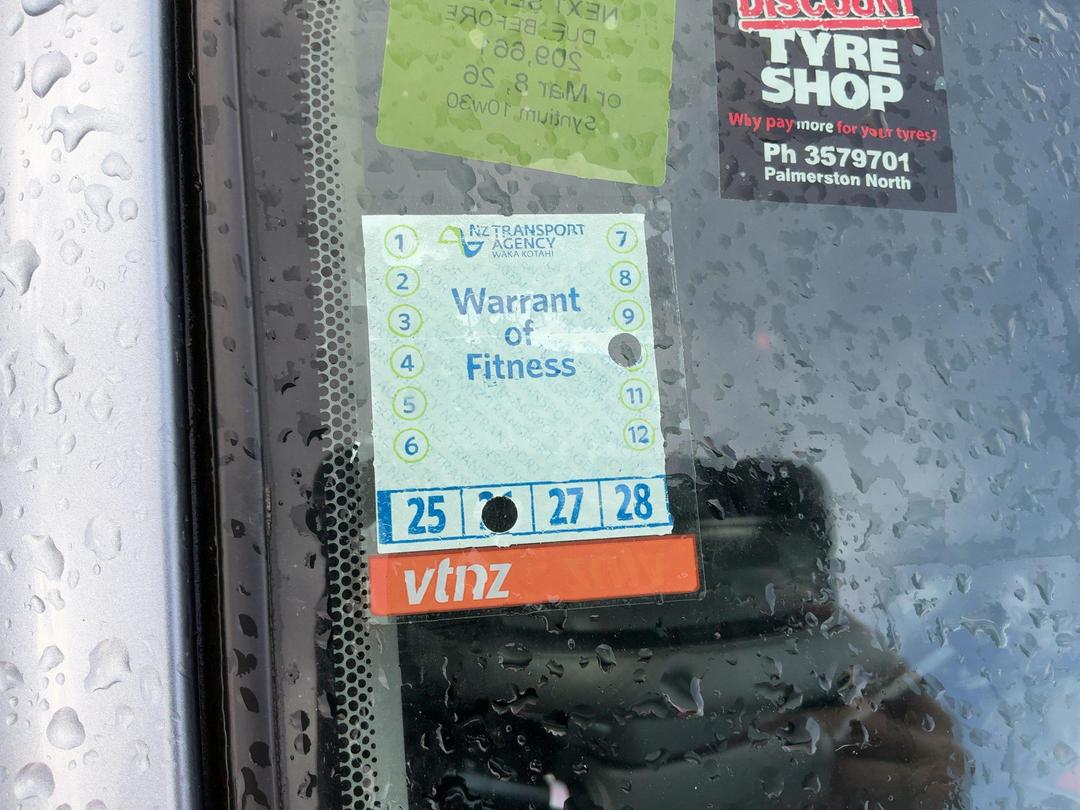 NEXT SER
DUE: BEFORE
209,661
or Mar 8, 26
Syntium 10w30
DISCOUNT
TYRE
SHOP
Why pay more for your tyres?
Ph 3579701
Palmerston North
NZ TRANSPORT
AGENCY
WAKA KOTAHI
Warrant
of
Fitness
1
2
3
4
5
6
7
8
9
11
12
25 27 28
vtnz